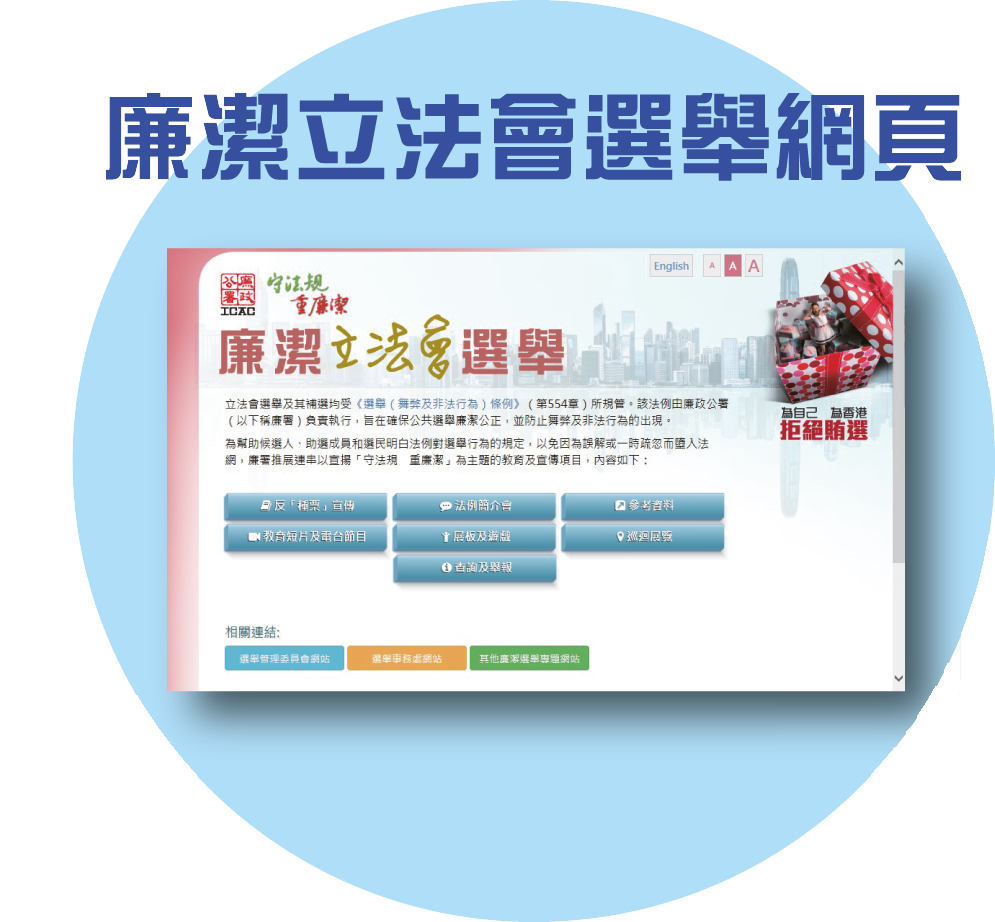 廉潔立法會選舉網頁
English A A A
廉政
公署
ICAC
守法規
重廉潔
廉潔立法會選舉
立法會選舉及其補選均受《選舉(舞弊及非法行為)條例》(第554章)所規管。該法例由廉政公署
(以下稱廉署)負責執行,旨在確保公共選舉廉潔公正,並防止舞弊及非法行為的出現。
為幫助候選人、助選成員和選民明白法例對選舉行為的規定,以免因為誤解或一時疏忽而墮入法
網,廉署推展連串以宣揚「守法規 重廉潔」為主題的教育及宣傳項目,內容如下:
為自己 為香港
拒絕賄選
反「種票」宣傳 法例簡介會 參考資料
教育短片及電台節目 展板及遊戲 巡迴展覽
查詢及舉報
相關連結:
選舉管理委員會網站 選舉事務處網站 其他廉潔選舉專題網站